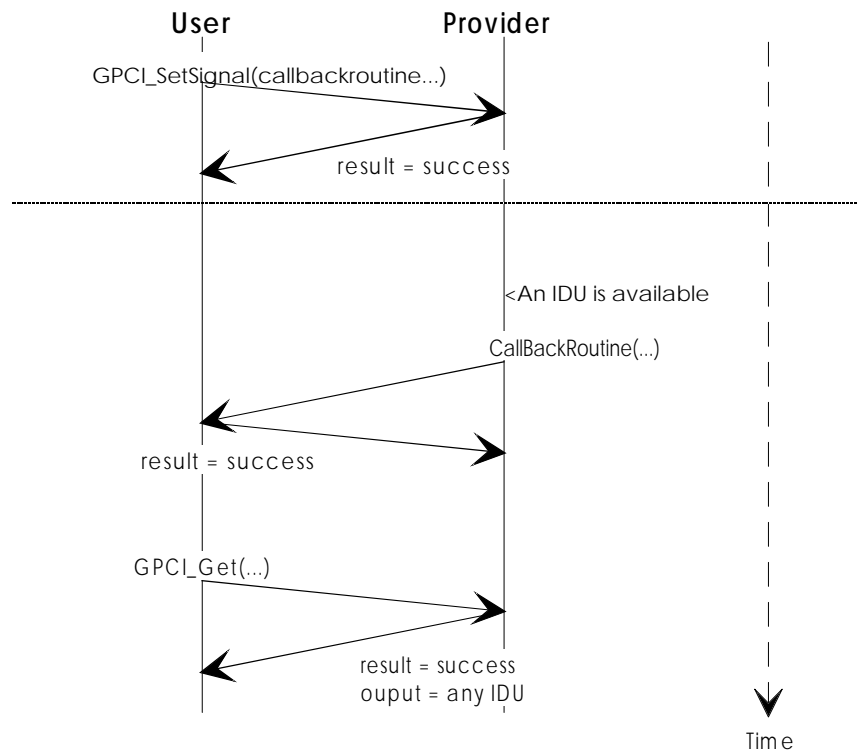 User Provider
GPCI_SetSignal(callbackroutine...)
result = success
<An IDU is available
CallBackRoutine(...)
result = success
GPCI_Get(...)
result = success
ouput = any IDU
Time